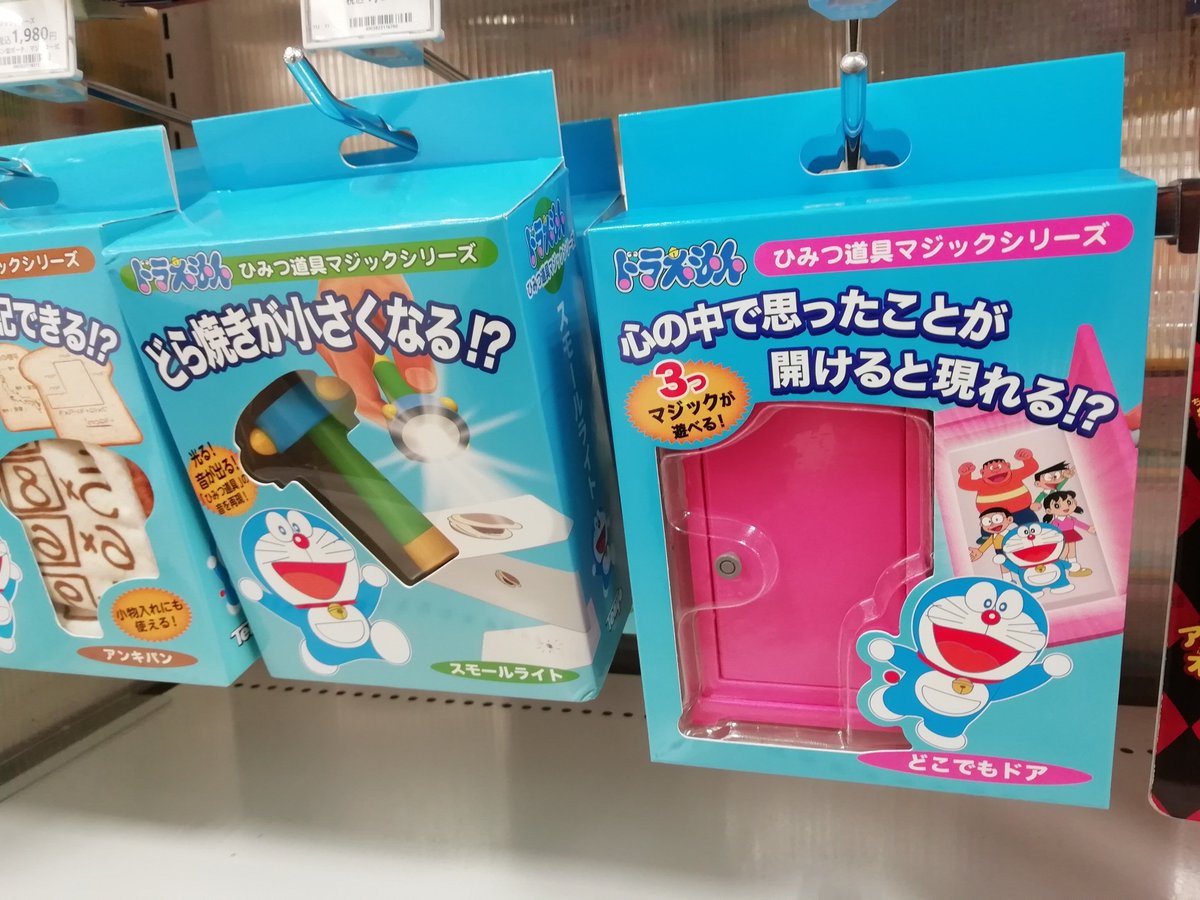 税込1,980円
ックシリーズ
記できる!?
小物入れにも
使える!
アンキパン
ドラえもん
ひみつ道具マジックシリーズ
どら焼きが小さくなる!?
光る!
音が出る!
「ひみつ道具」の
音を再現!
スモールライト
ドラえもん
スモールライト
ドラえもん
ひみつ道具マジックシリーズ
心の中で思ったことが
開けると現れる!?
3つ
マジックが
遊べる!
どこでもドア